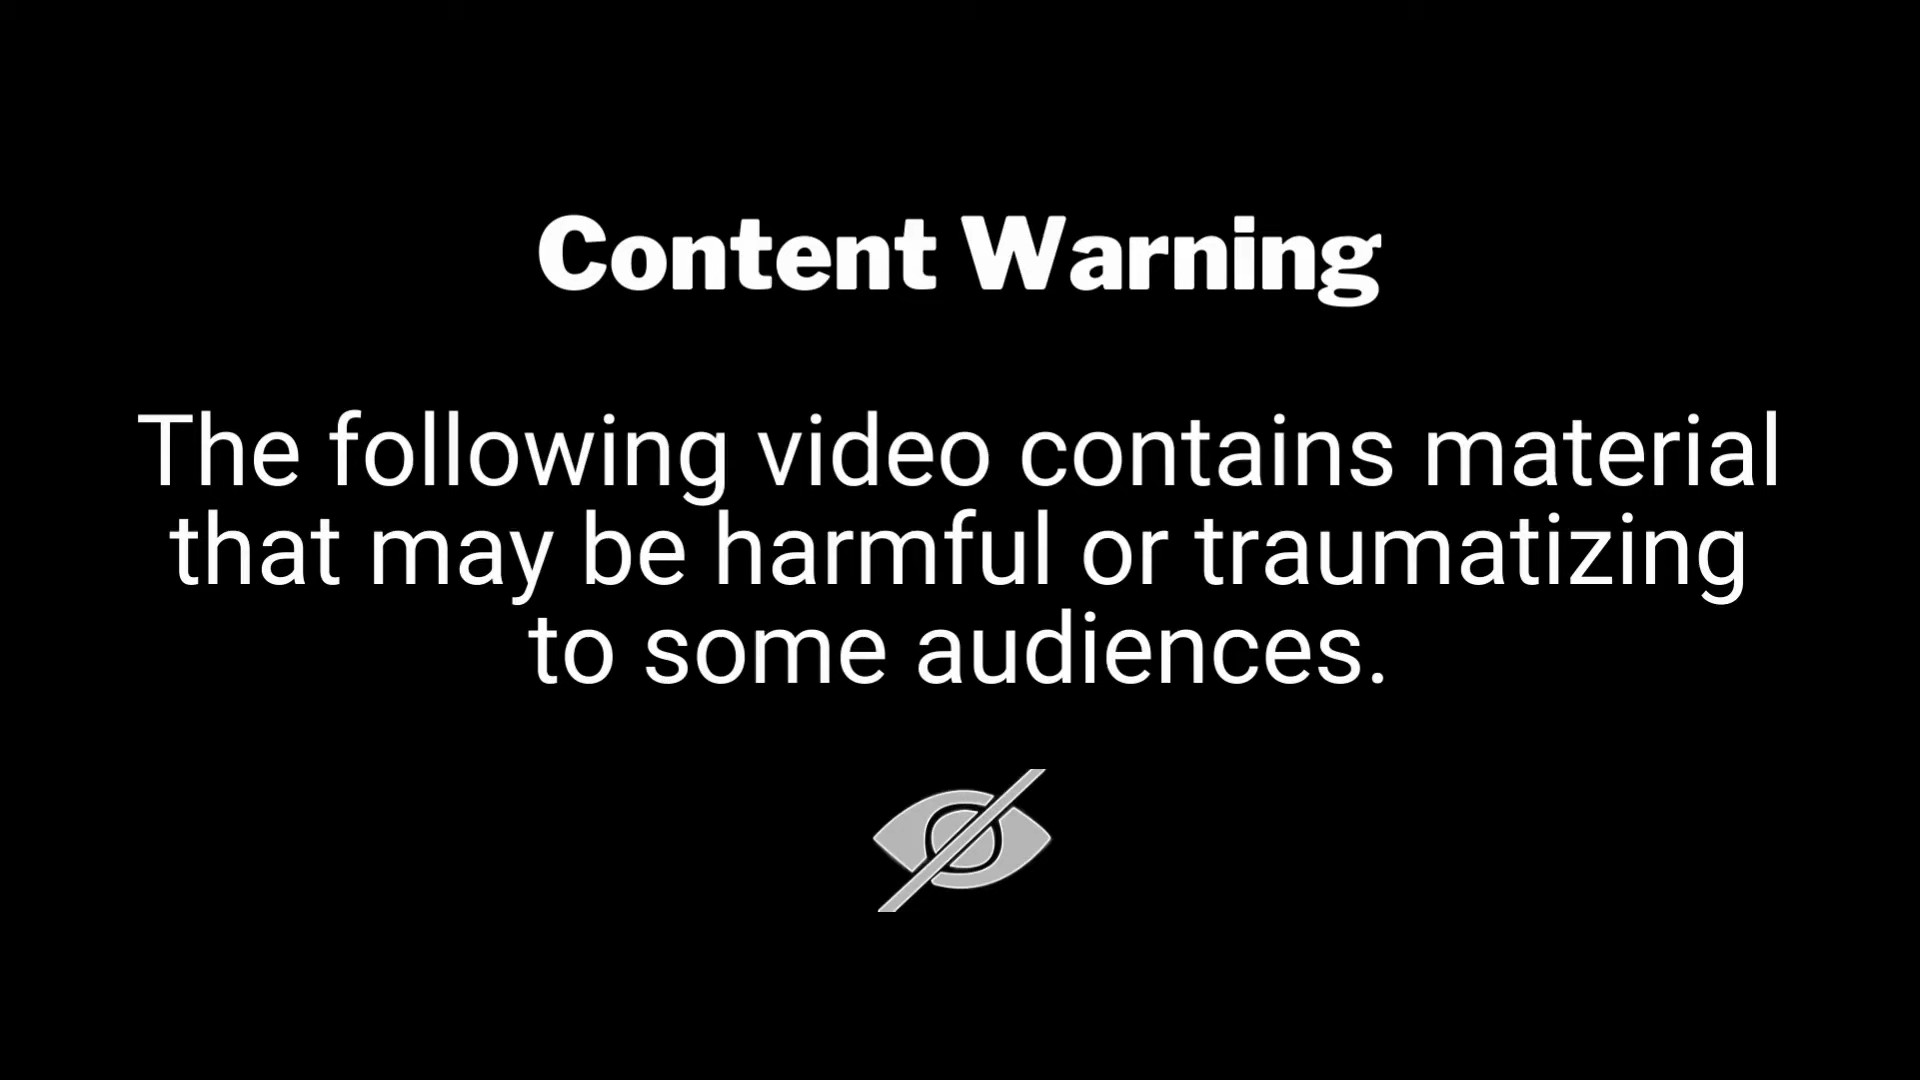 Content Warning
The following video contains material
that may be harmful or traumatizing
to some audiences.